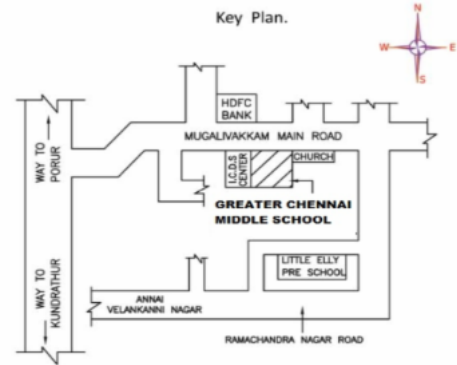 Key Plan.
N
W
E
S
HDFC
BANK
MUGALIVAKKAM MAIN ROAD
WAY TO
PORUR
I.C.D.S
CENTER
CHURCH
GREATER CHENNAI
MIDDLE SCHOOL
LITTLE ELLY
PRE SCHOOL
WAY TO
KUNDRATHUR
ANNAI
VELANKANNI NAGAR
RAMACHANDRA NAGAR ROAD